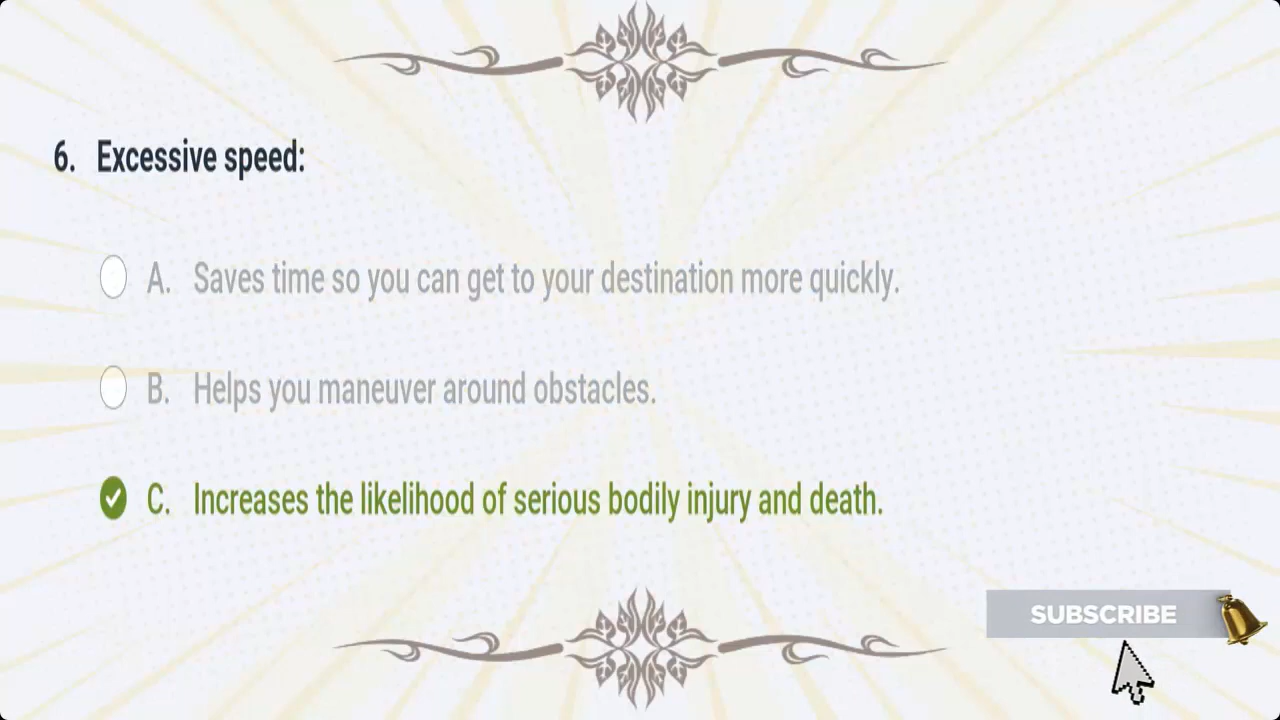 6. Excessive speed:
A. Saves time so you can get to your destination more quickly.
B. Helps you maneuver around obstacles.
C. Increases the likelihood of serious bodily injury and death.
SUBSCRIBE